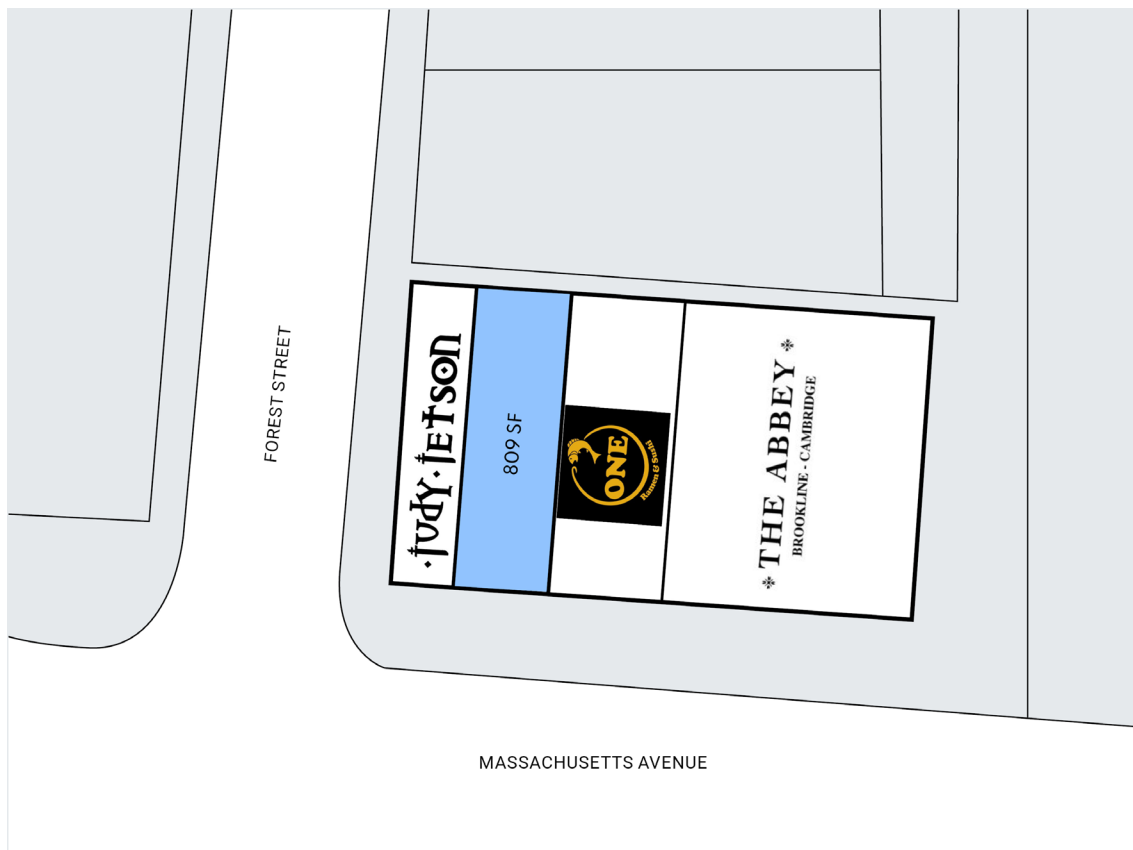 FOREST STREET
·JUDY·JETSON
809 SF
ONE
Ramen & Sushi
THE ABBEY
BROOKLINE - CAMBRIDGE
MASSACHUSETTS AVENUE